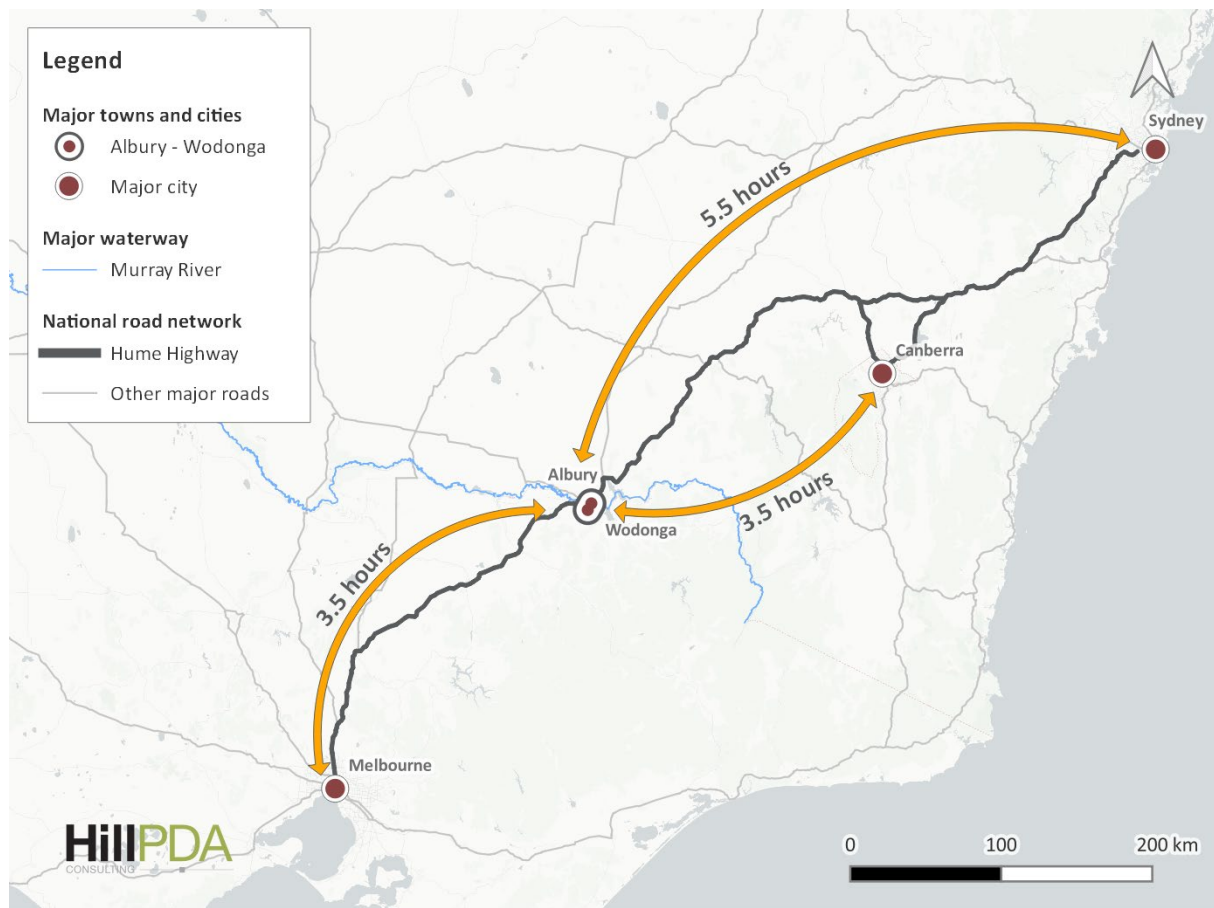 Legend
Major towns and cities
Albury - Wodonga
Major city
Major waterway
Murray River
National road network
Hume Highway
Other major roads
Sydney
5.5 hours
Canberra
Albury
Wodonga
3.5 hours
3.5 hours
Melbourne
HillPDA
CONSULTING
0 100 200 km